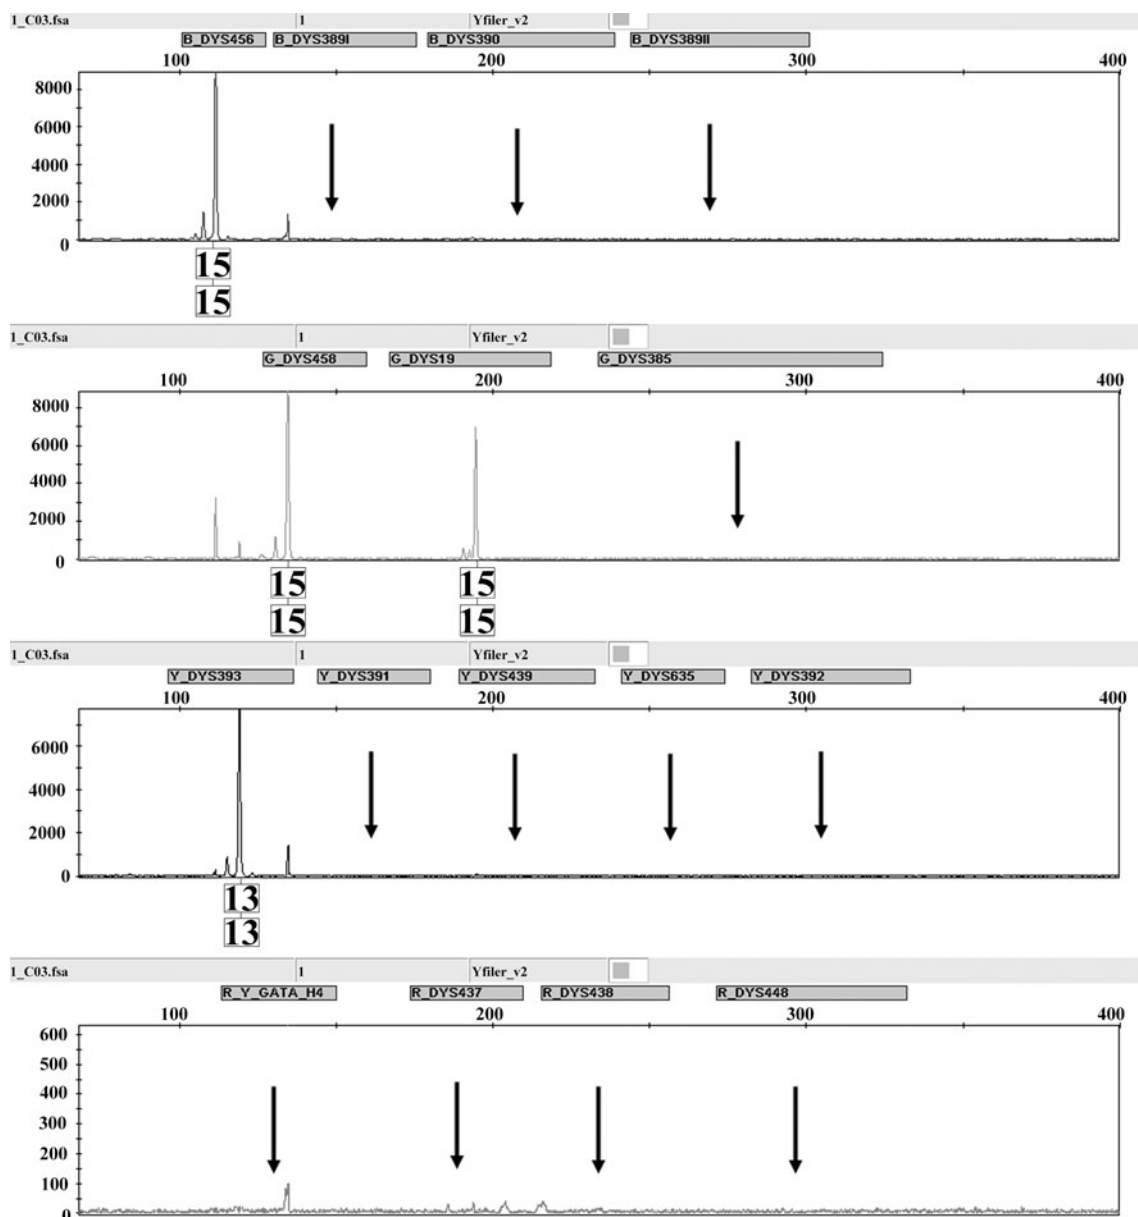 1_C03.fsa 1 Yfiler_v2
B_DYS456 B_DYS389I B_DYS390 B_DYS389II
100 200 300 400
8000
6000
4000
2000
0
15
15
1_C03.fsa 1 Yfiler_v2
G_DYS458 G_DYS19 G_DYS385
100 200 300 400
8000
6000
4000
2000
0
15 15
15 15
1_C03.fsa 1 Yfiler_v2
Y_DYS393 Y_DYS391 Y_DYS439 Y_DYS635 Y_DYS392
100 200 300 400
6000
4000
2000
0
13
13
1_C03.fsa 1 Yfiler_v2
R_Y_GATA_H4 R_DYS437 R_DYS438 R_DYS448
100 200 300 400
600
500
400
300
200
100
0